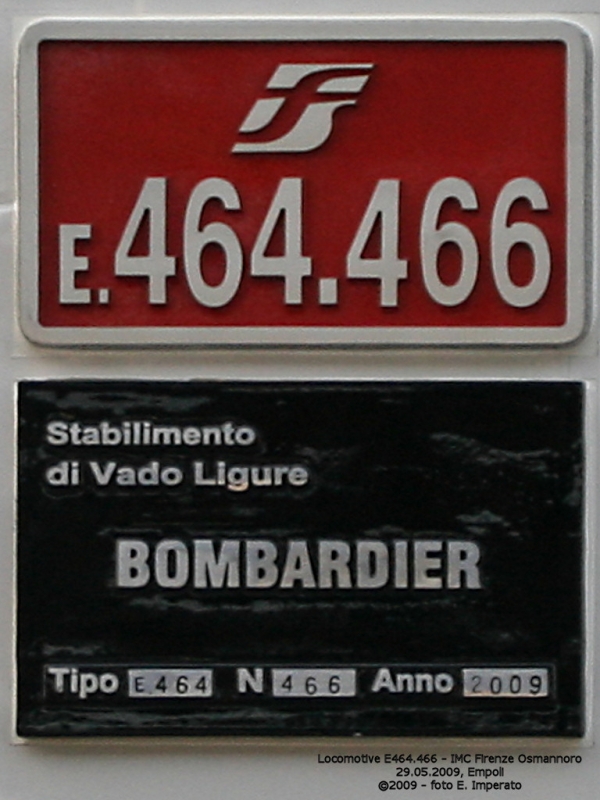 E.464.466
Stabilimento
di Vado Ligure
BOMBARDIER
Tipo E.464 N 466 Anno 2009
Locomotive E464.466 - IMC Firenze Osmannoro
29.05.2009, Empoli
©2009 - foto E. Imperato